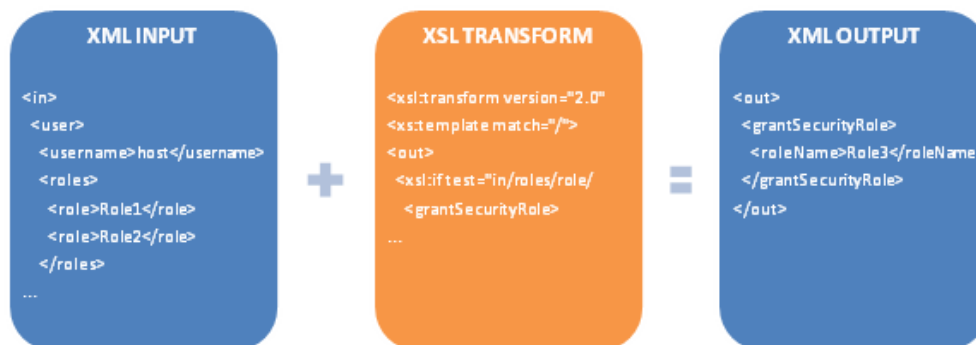 XML INPUT
<in>
<user>
<username>host</username>
<roles>
<role>Role1</role>
<role>Role2</role>
</roles>
...
+
XSL TRANSFORM
<xsl:transform version="2.0"
<xs:template match="/">
<out>
<xsl:if test="in/roles/role/
<grantSecurityRole>
...
=
XML OUTPUT
<out>
<grantSecurityRole>
<roleName>Role3</roleName
</grantSecurityRole>
</out>